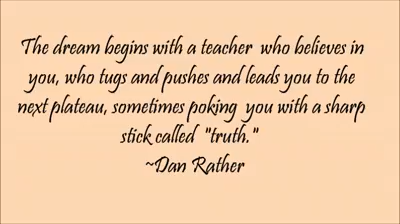 The dream begins with a teacher who believes in
you, who tugs and pushes and leads you to the
next plateau, sometimes poking you with a sharp
stick called "truth."
~Dan Rather